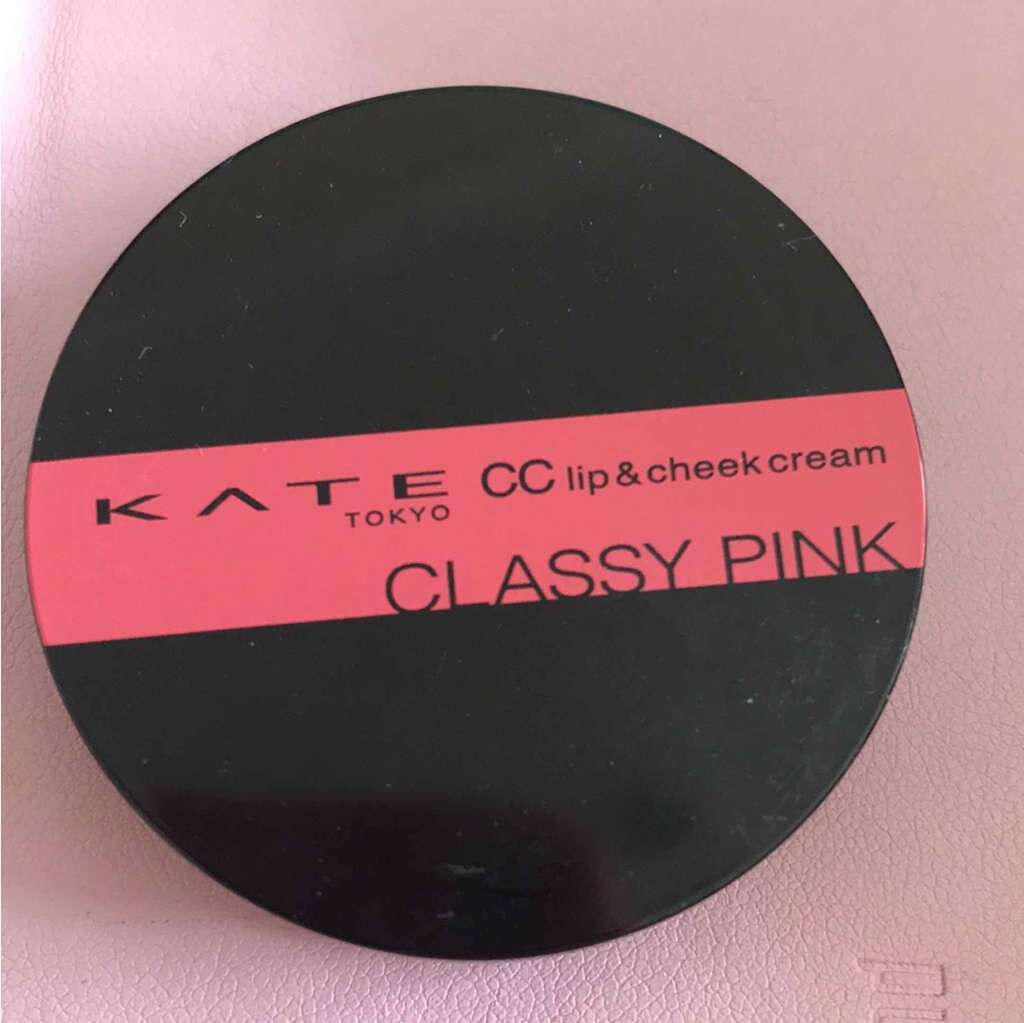 KATE
TOKYO
CC lip & cheek cream
CLASSY PINK